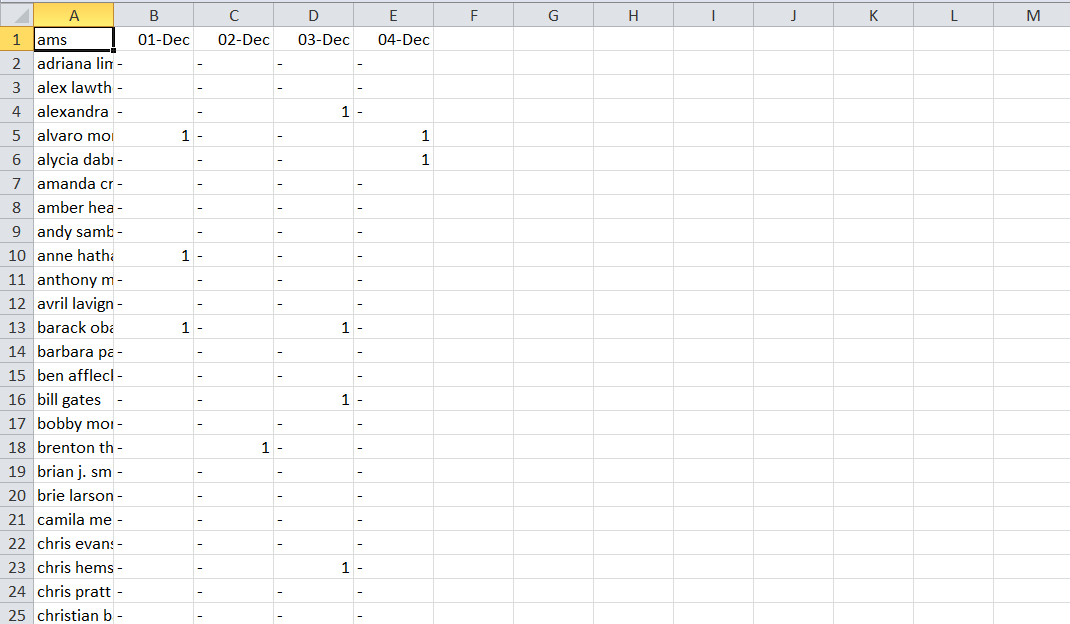 A B C D E F G H I J K L M
1 ams 01-Dec 02-Dec 03-Dec 04-Dec
2 adriana lim - - - -
3 alex lawth - - - -
4 alexandra - - 1 -
5 alvaro mor 1 - - 1
6 alycia dabr - - - 1
7 amanda cr - - - -
8 amber hea - - - -
9 andy samb - - - -
10 anne hatha 1 - - -
11 anthony m - - - -
12 avril lavign - - - -
13 barack oba 1 - 1 -
14 barbara pa - - - -
15 ben affleck - - - -
16 bill gates - - 1 -
17 bobby mor - - - -
18 brenton th - 1 - -
19 brian j. sm - - - -
20 brie larson - - - -
21 camila me - - - -
22 chris evans - - - -
23 chris hems - - 1 -
24 chris pratt - - - -
25 christian b - - - -